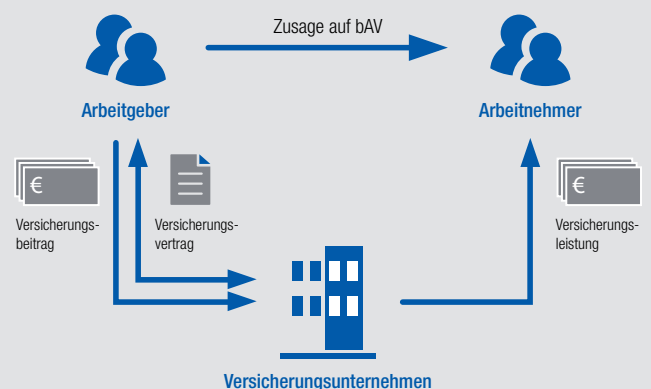 Zusage auf bAV
Arbeitgeber
Arbeitnehmer
€
Versicherungs-
beitrag
Versicherungs-
vertrag
€
Versicherungs-
leistung
Versicherungsunternehmen